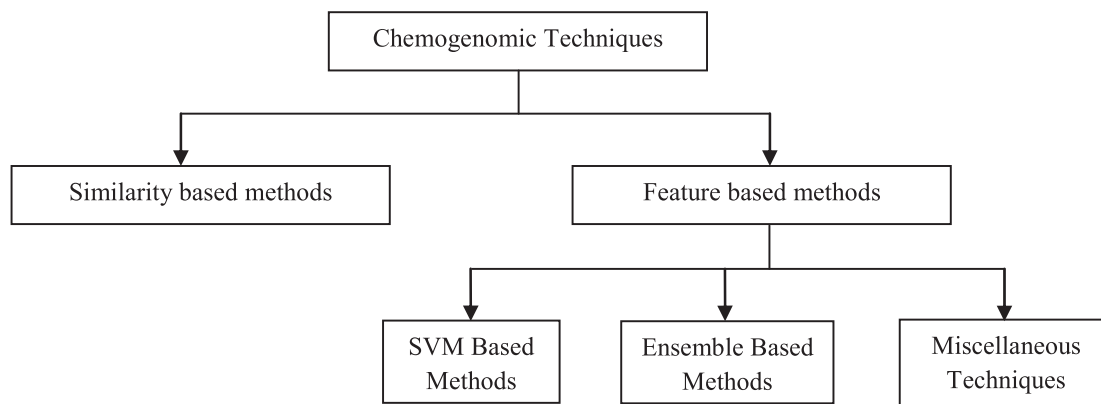 Chemogenomic Techniques
Similarity based methods
Feature based methods
SVM Based
Methods
Ensemble Based
Methods
Miscellaneous
Techniques